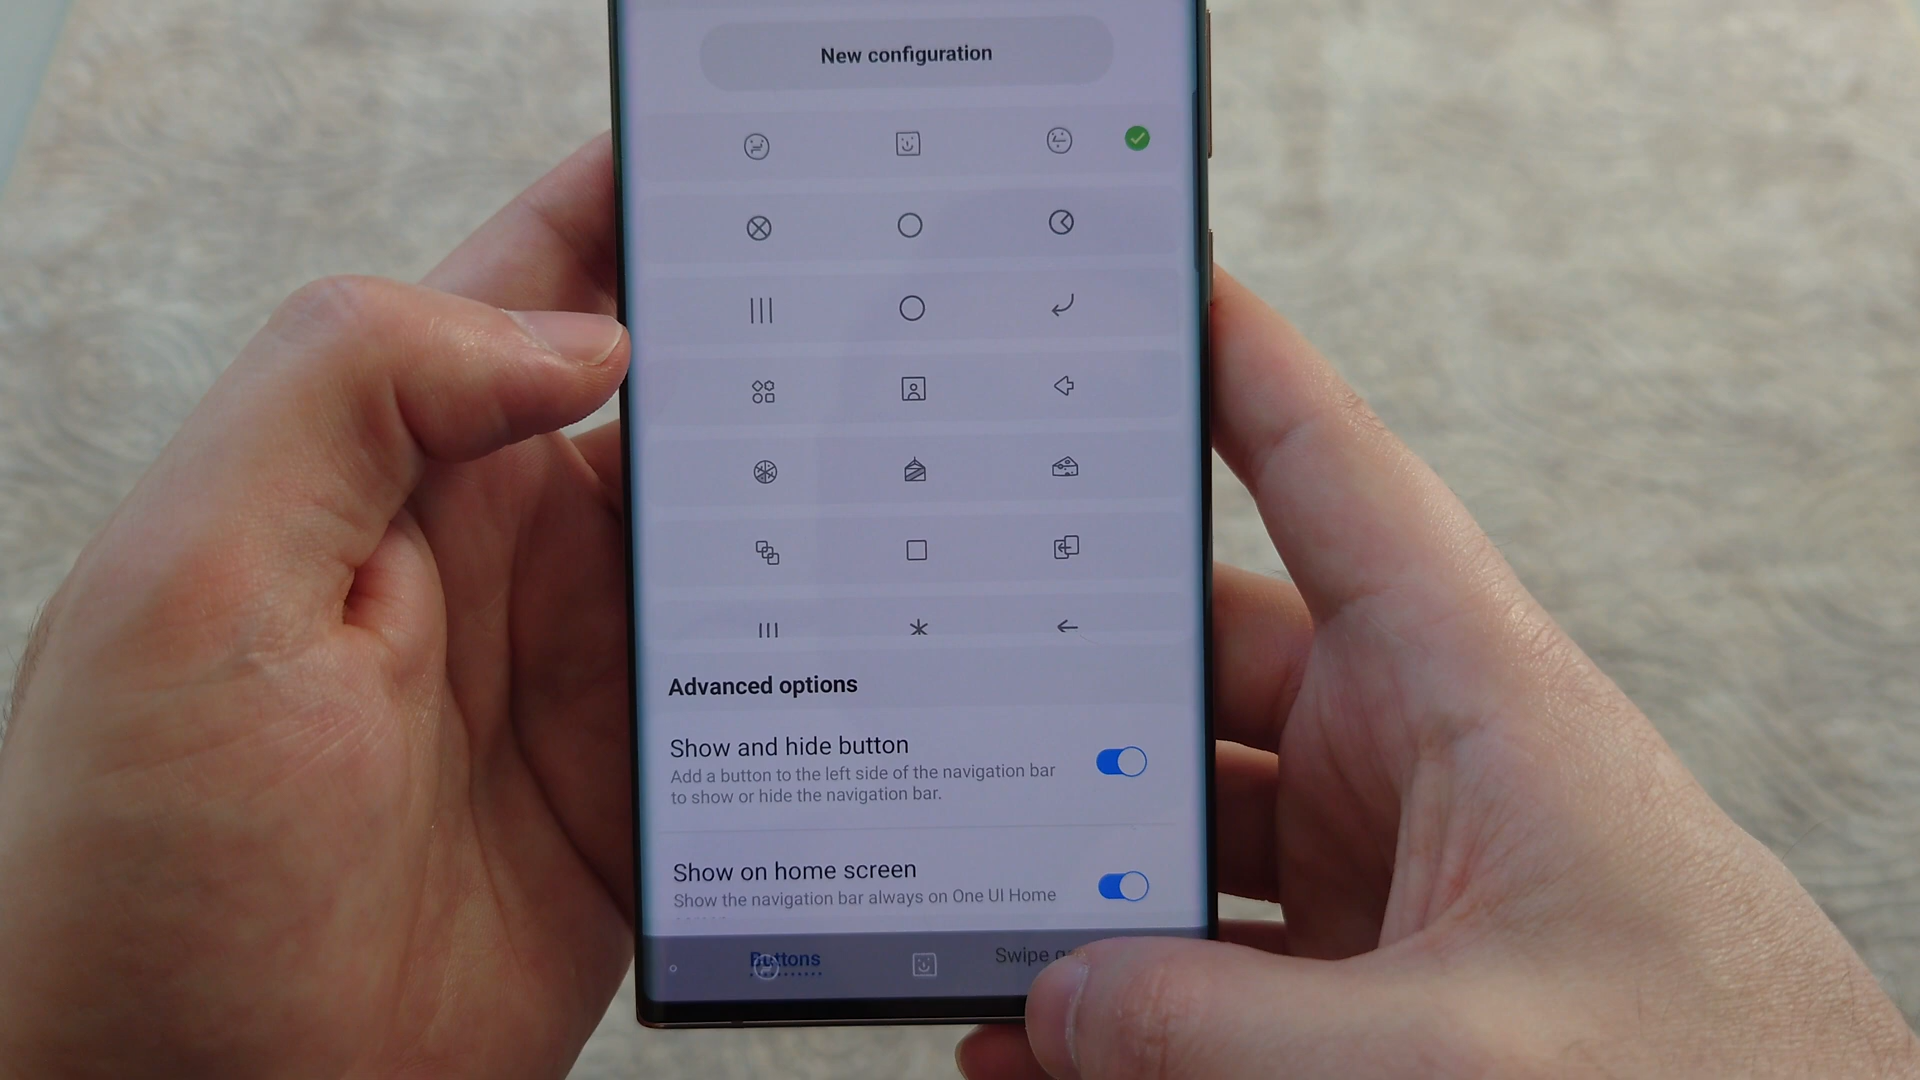 New configuration
Advanced options
Show and hide button
Add a button to the left side of the navigation bar
to show or hide the navigation bar.
Show on home screen
Show the navigation bar always on One UI Home
Buttons
Swipe